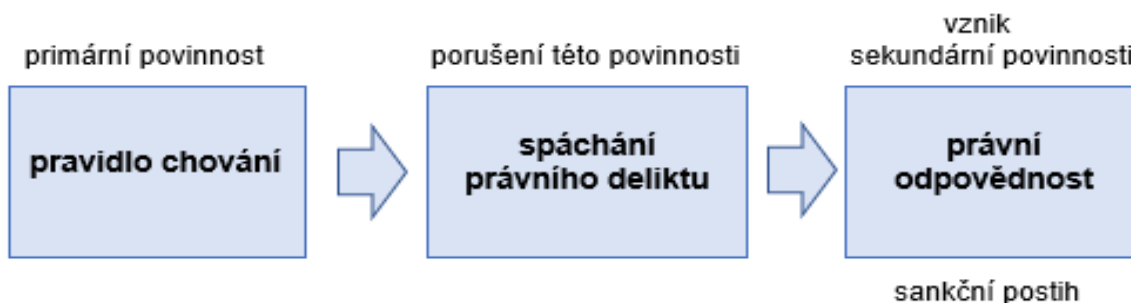 primární povinnost
pravidlo chování
porušení této povinnosti
spáchání
právního deliktu
vznik
sekundární povinnosti
právní
odpovědnost
sankční postih